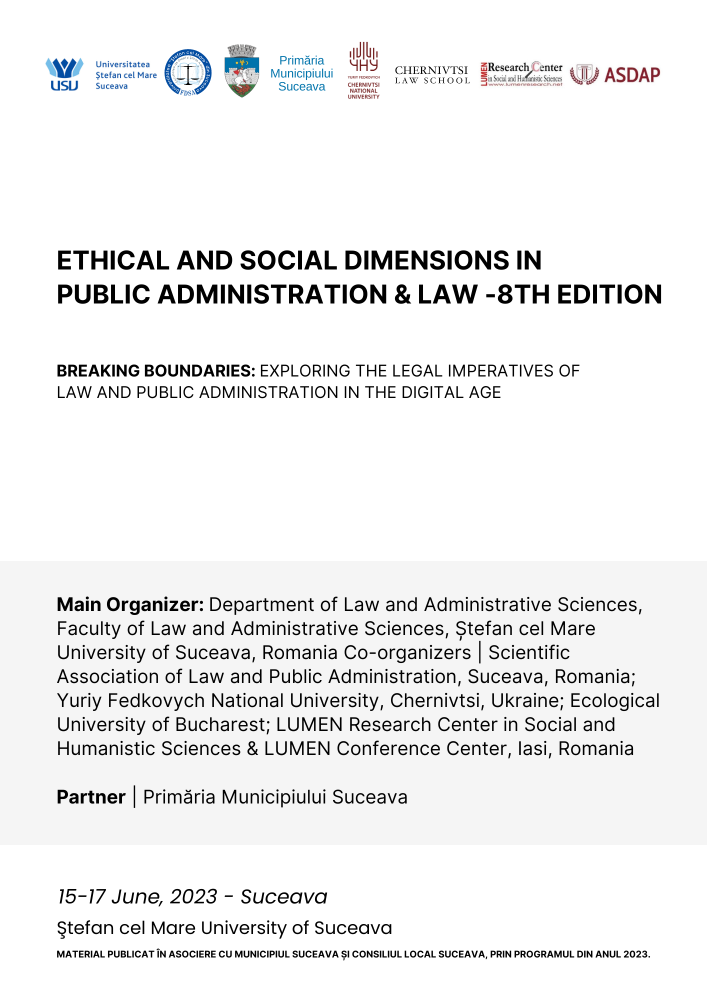 USU
Universitatea
Ştefan cel Mare
Suceava
Universitatea "Ştefan cel Mare" din Suceava
Facultatea de Drept și Științe Administrative
FDSA
Primăria
Municipiului
Suceava
ЧНУ
YURIY FEDKOVYCH
CHERNIVTSI
NATIONAL
UNIVERSITY
CHERNIVTSI
LAW SCHOOL
LUMEN
Research Center
in Social and Humanistic Sciences
www.lumenresearch.net
ASDAP
ETHICAL AND SOCIAL DIMENSIONS IN
PUBLIC ADMINISTRATION & LAW -8TH EDITION
BREAKING BOUNDARIES: EXPLORING THE LEGAL IMPERATIVES OF
LAW AND PUBLIC ADMINISTRATION IN THE DIGITAL AGE
Main Organizer: Department of Law and Administrative Sciences,
Faculty of Law and Administrative Sciences, Ștefan cel Mare
University of Suceava, Romania Co-organizers | Scientific
Association of Law and Public Administration, Suceava, Romania;
Yuriy Fedkovych National University, Chernivtsi, Ukraine; Ecological
University of Bucharest; LUMEN Research Center in Social and
Humanistic Sciences & LUMEN Conference Center, Iasi, Romania
Partner | Primăria Municipiului Suceava
15-17 June, 2023 - Suceava
Ştefan cel Mare University of Suceava
MATERIAL PUBLICAT ÎN ASOCIERE CU MUNICIPIUL SUCEAVA ȘI CONSILIUL LOCAL SUCEAVA, PRIN PROGRAMUL DIN ANUL 2023.